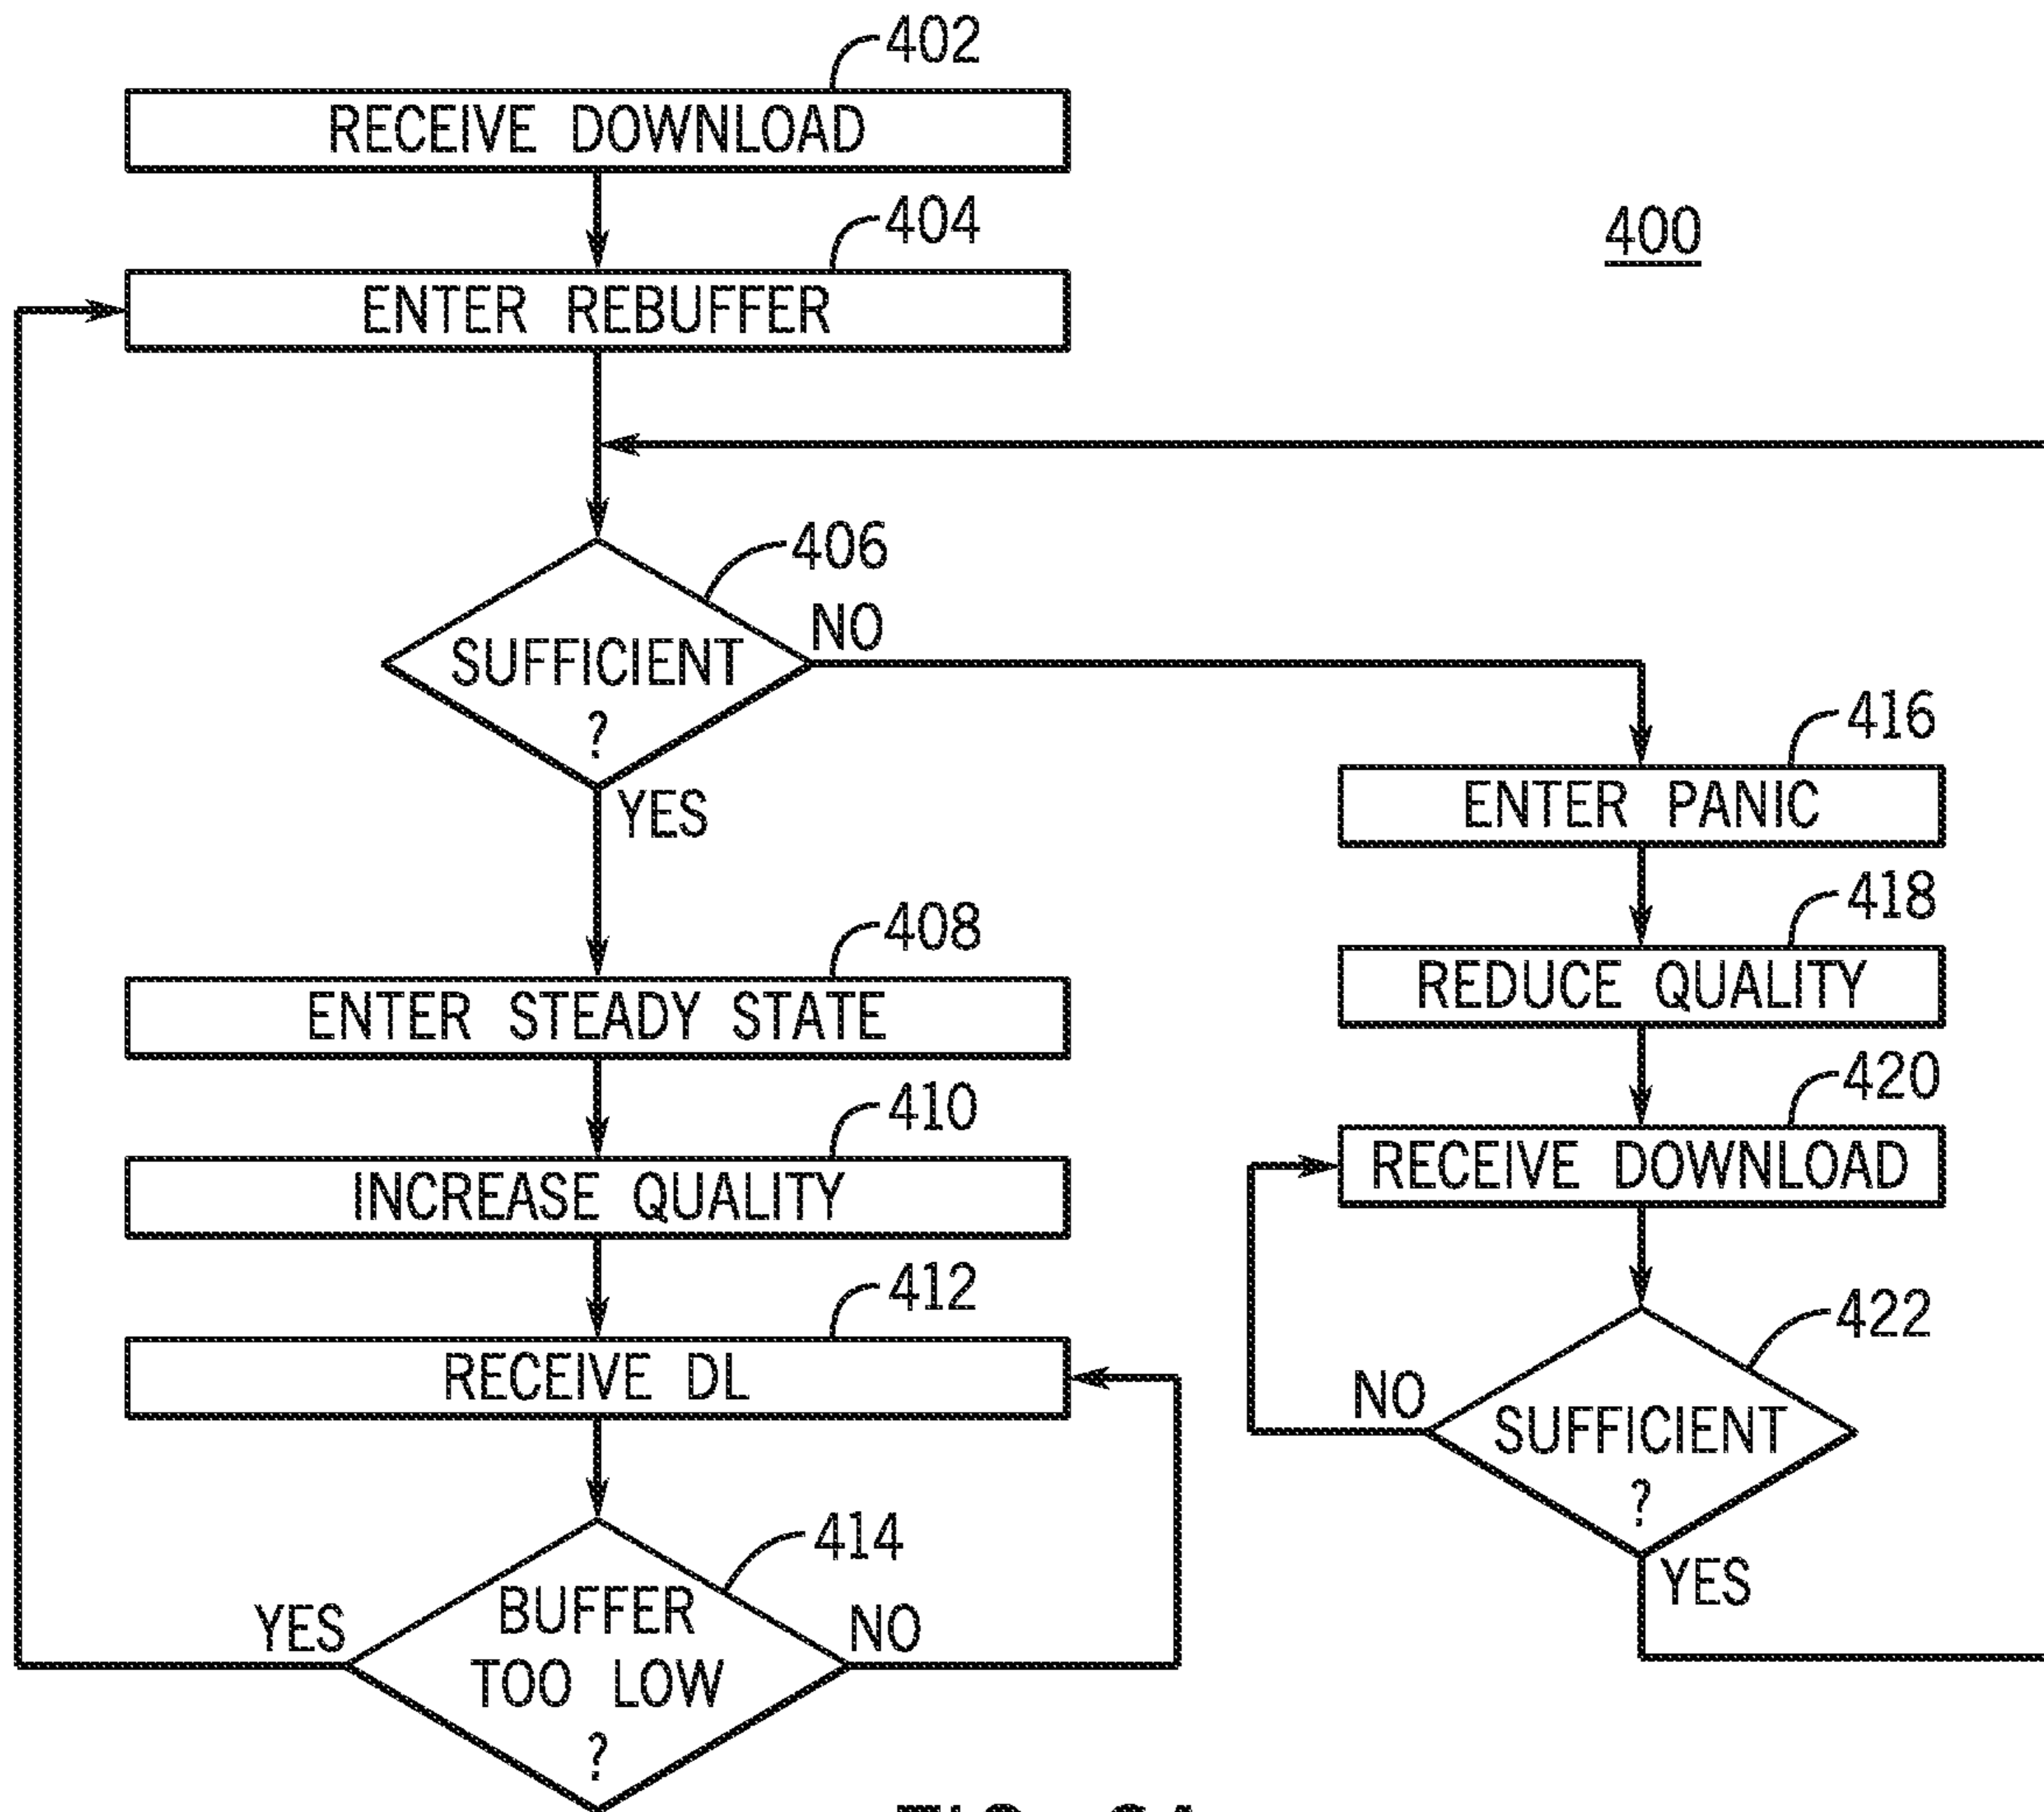 402
RECEIVE DOWNLOAD
404
ENTER REBUFFER
400
406
SUFFICIENT
?
NO
YES
416
ENTER PANIC
418
REDUCE QUALITY
408
ENTER STEADY STATE
420
RECEIVE DOWNLOAD
410
INCREASE QUALITY
412
RECEIVE DL
422
SUFFICIENT
?
NO
YES
414
BUFFER
TOO LOW
?
YES
NO